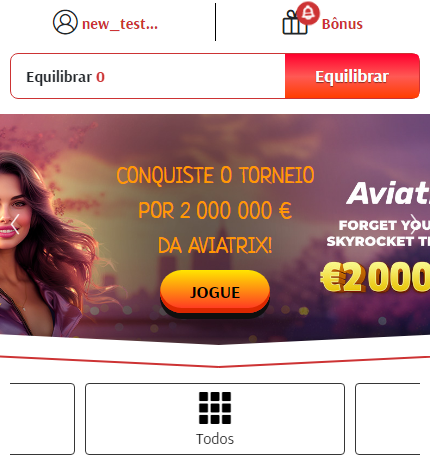 new_test...
Bônus
Equilibrar 0
Equilibrar
CONQUISTE O TORNEIO
POR 2 000 000 €
DA AVIATRIX!
JOGUE
FORGET YOU
SKYROCKET
€2 000
Todos